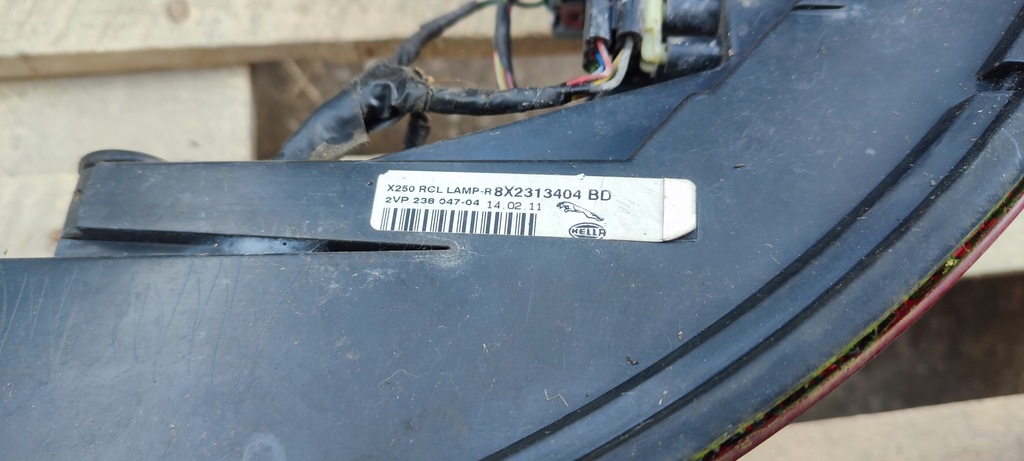 X250 RCL LAMP-R 8X2313404 BD
2VP 238 047-04 14.02.11
HELLA